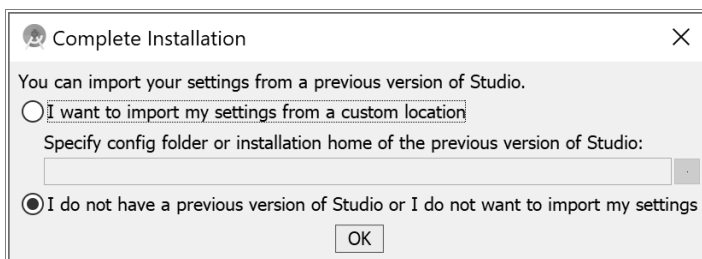 Complete Installation
You can import your settings from a previous version of Studio.
I want to import my settings from a custom location
Specify config folder or installation home of the previous version of Studio:
I do not have a previous version of Studio or I do not want to import my settings
OK